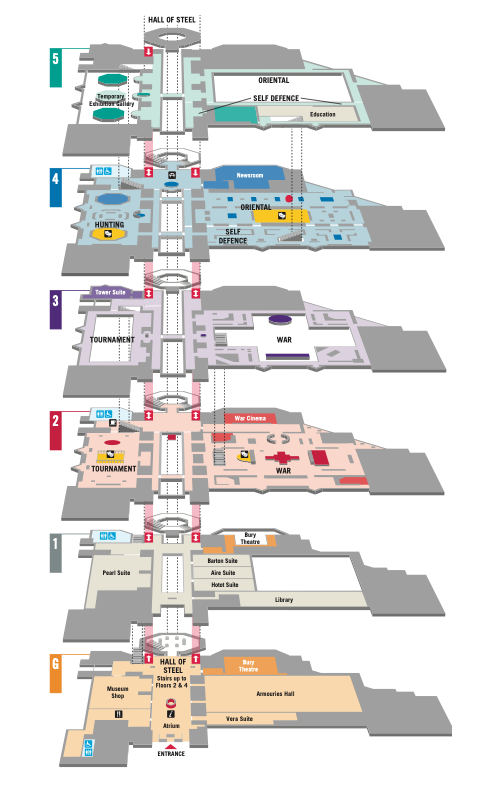 HALL OF STEEL
5
ORIENTAL
Temporary
Exhibition Gallery
SELF DEFENCE
Education
4
Newsroom
ORIENTAL
HUNTING
SELF
DEFENCE
3
Tower Suite
TOURNAMENT
WAR
2
War Cinema
TOURNAMENT
WAR
1
Bury
Theatre
Barton Suite
Pearl Suite
Aire Suite
Hotot Suite
Library
G
HALL OF
STEEL
Stairs up to
Floors 2 & 4
Bury
Theatre
Museum
Shop
Armouries Hall
Vera Suite
Atrium
ENTRANCE